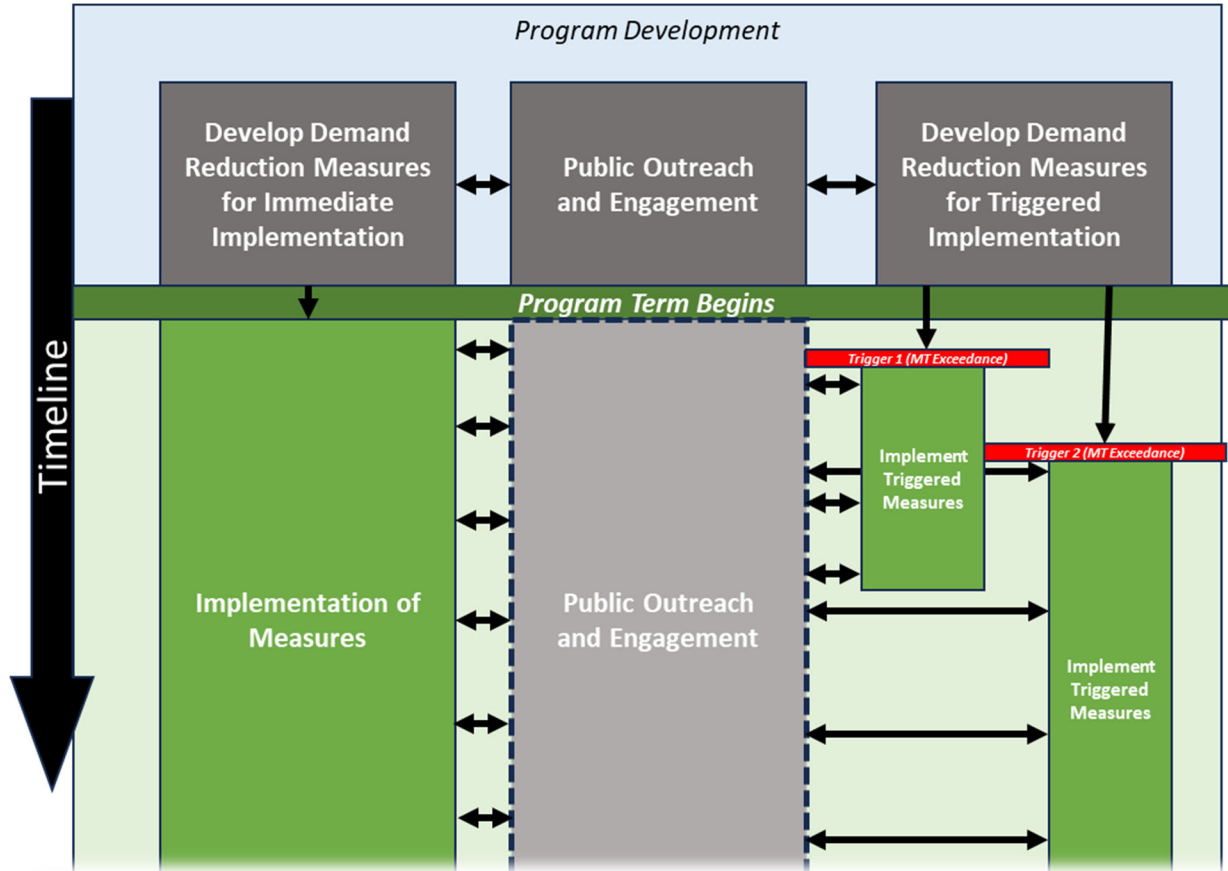 Program Development
Develop Demand
Reduction Measures
for Immediate
Implementation
Public Outreach
and Engagement
Develop Demand
Reduction Measures
for Triggered
Implementation
Program Term Begins
Timeline
Trigger 1 (MT Exceedance)
Trigger 2 (MT Exceedance)
Implement
Triggered
Measures
Implementation of
Measures
Public Outreach
and Engagement
Implement
Triggered
Measures